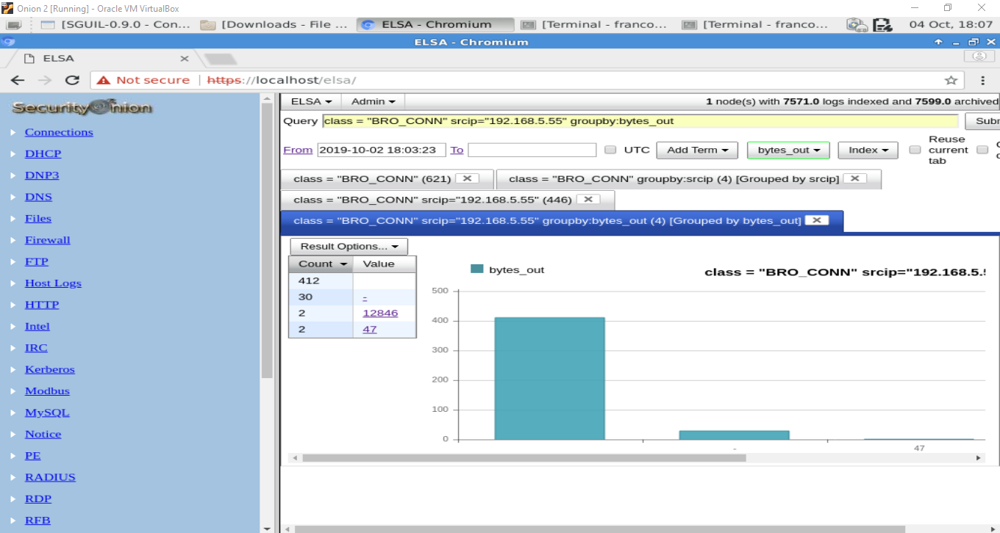 Onion 2 [Running] - Oracle VM VirtualBox
[SGUIL-0.9.0 - Con... [Downloads - File ... ELSA - Chromium [Terminal - franco... [Terminal - franco... 04 Oct, 18:07
ELSA - Chromium
ELSA
Not secure | https://localhost/elsa/
Security Onion
Connections
DHCP
DNP3
DNS
Files
Firewall
FTP
Host Logs
HTTP
Intel
IRC
Kerberos
Modbus
MySQL
Notice
PE
RADIUS
RDP
RFB
ELSA Admin 1 node(s) with 7571.0 logs indexed and 7599.0 archived
Query class = "BRO_CONN" srcip="192.168.5.55" groupby:bytes_out Subr
From 2019-10-02 18:03:23 To UTC Add Term bytes_out Index Reuse current tab
class = "BRO_CONN" (621) class = "BRO_CONN" groupby:srcip (4) [Grouped by srcip]
class = "BRO_CONN" srcip="192.168.5.55" (446)
class = "BRO_CONN" srcip="192.168.5.55" groupby:bytes_out (4) [Grouped by bytes_out]
Result Options...
Count Value
412
30 -
2 12846
2 47
bytes_out
class = "BRO_CONN" srcip="192.168.5.
500
400
300
200
100
0
- 47